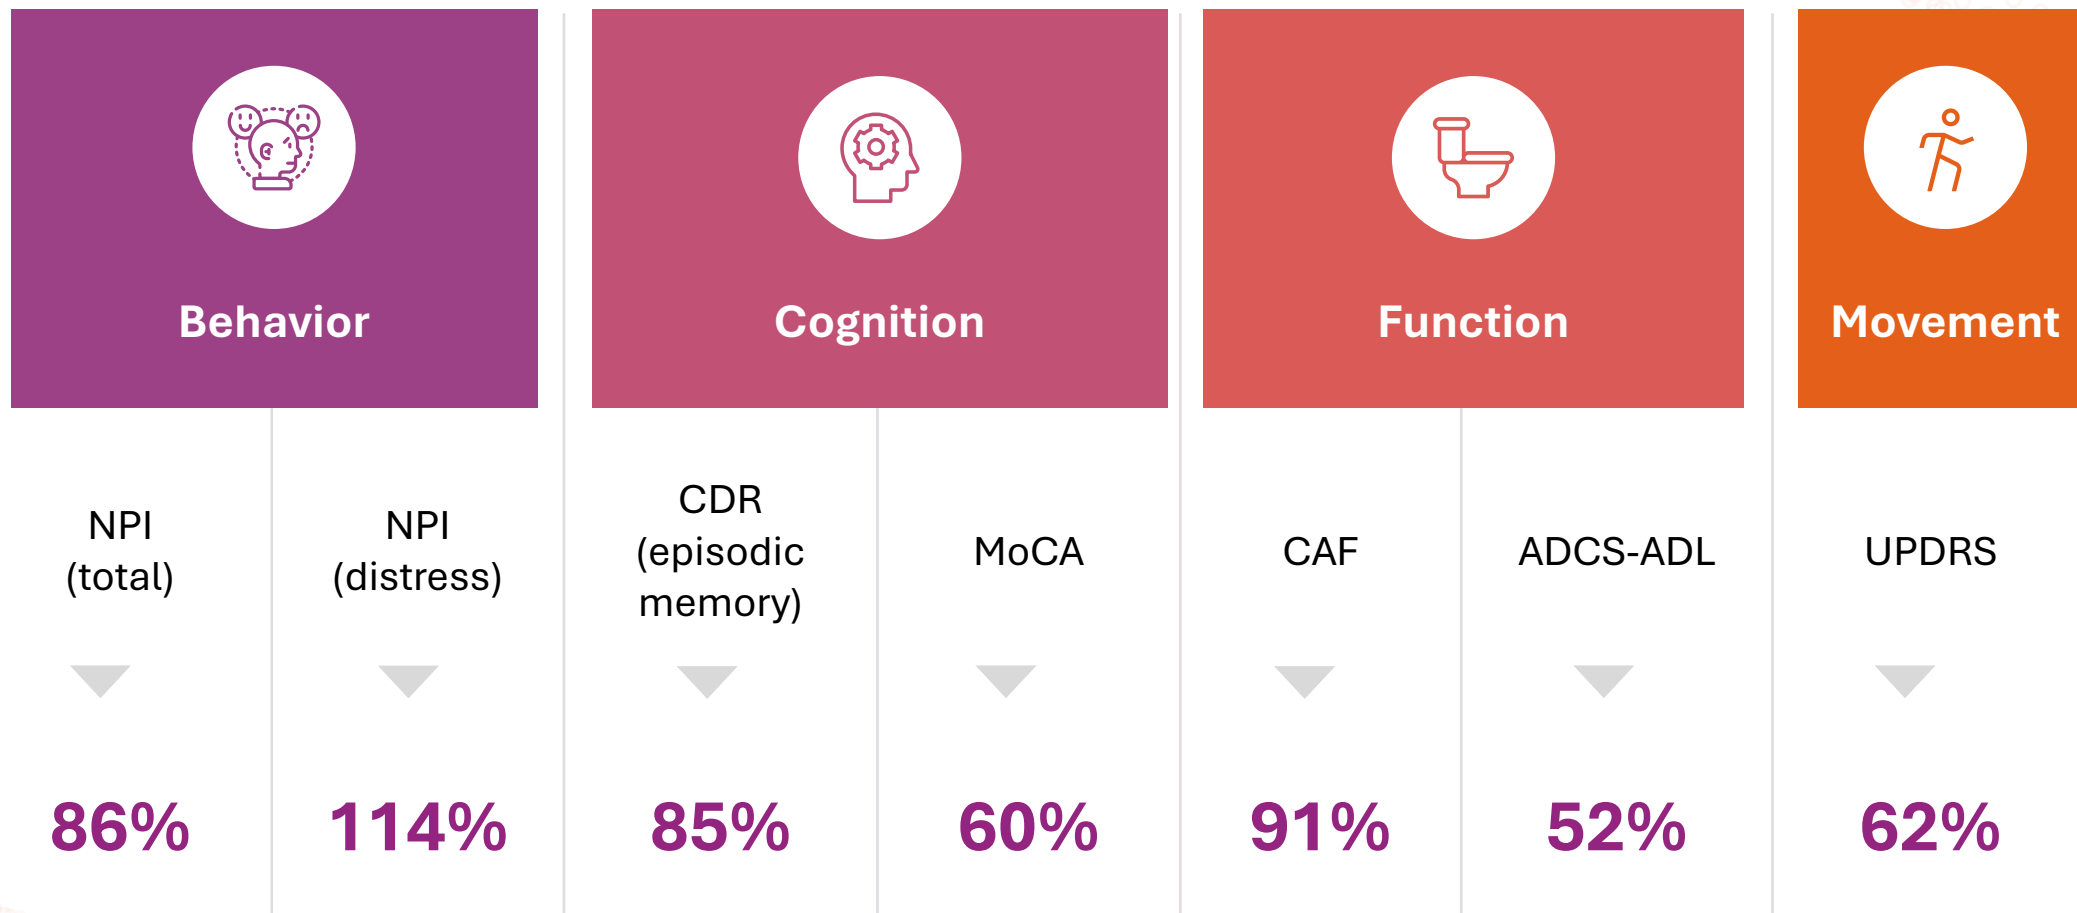 Behavior
Cognition
Function
Movement
NPI
(total)
NPI
(distress)
CDR
(episodic
memory)
MoCA
CAF
ADCS-ADL
UPDRS
86%
114%
85%
60%
91%
52%
62%